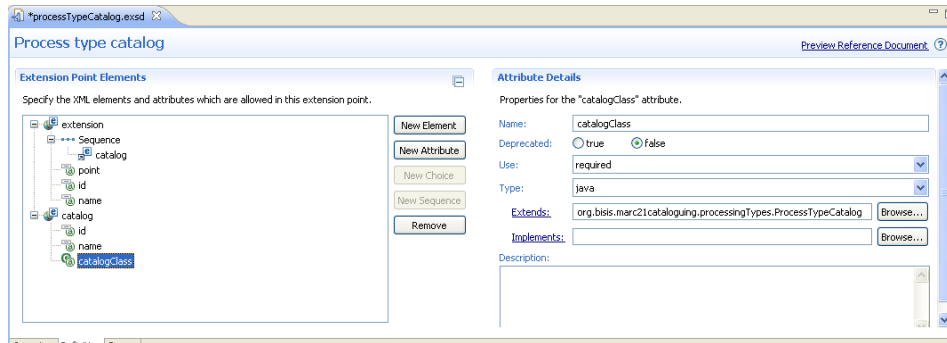 *processTypeCatalog.exsd
Process type catalog
Preview Reference Document
Extension Point Elements
Specify the XML elements and attributes which are allowed in this extension point.
extension
Sequence
catalog
point
id
name
catalog
id
name
catalogClass
New Element
New Attribute
New Choice
New Sequence
Remove
Attribute Details
Properties for the "catalogClass" attribute.
Name: catalogClass
Deprecated: true false
Use: required
Type: java
Extends: org.bisis.marc21cataloguing.processingTypes.ProcessTypeCatalog Browse...
Implements: Browse...
Description: